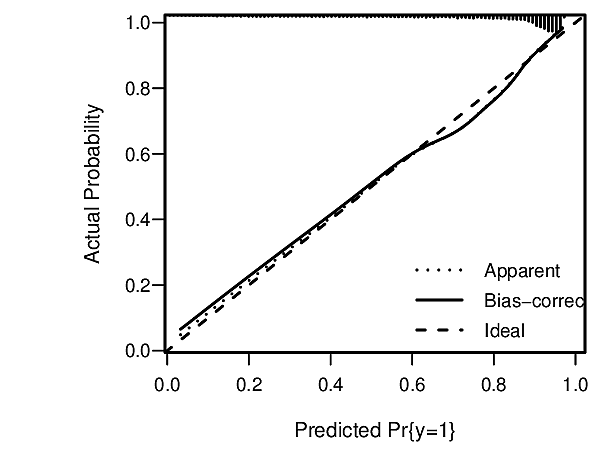 1.0
0.8
0.6
0.4
0.2
0.0
Actual Probability
Apparent
Bias−correc
Ideal
0.0 0.2 0.4 0.6 0.8 1.0
Predicted Pr{y=1}